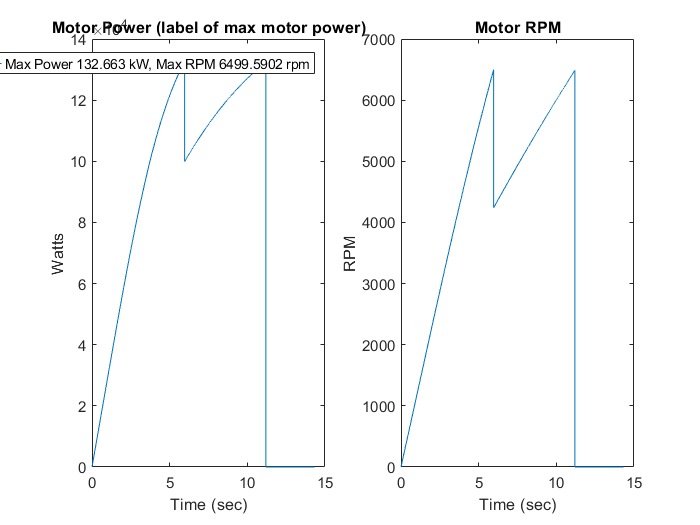 Motor Power (label of max motor power)
×10⁴
Max Power 132.663 kW, Max RPM 6499.5902 rpm
14
12
10
8
6
4
2
0
Watts
0 5 10 15
Time (sec)
Motor RPM
7000
6000
5000
4000
3000
2000
1000
0
RPM
0 5 10 15
Time (sec)